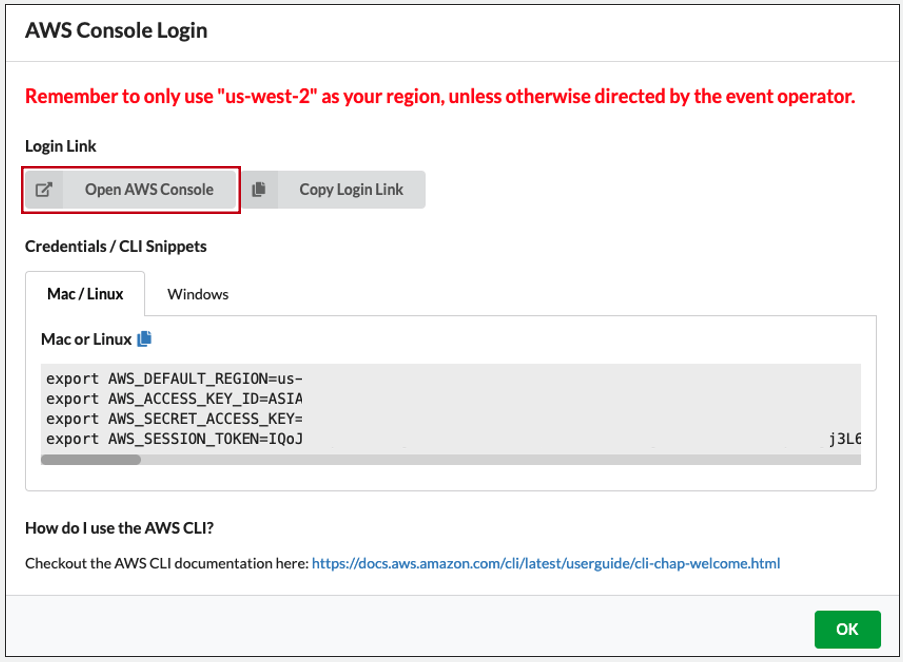 AWS Console Login
Remember to only use "us-west-2" as your region, unless otherwise directed by the event operator.
Login Link
Open AWS Console
Copy Login Link
Credentials / CLI Snippets
Mac / Linux
Windows
Mac or Linux
export AWS_DEFAULT_REGION=us-
export AWS_ACCESS_KEY_ID=ASIA
export AWS_SECRET_ACCESS_KEY=
export AWS_SESSION_TOKEN=IQoJ j3L6
How do I use the AWS CLI?
Checkout the AWS CLI documentation here: https://docs.aws.amazon.com/cli/latest/userguide/cli-chap-welcome.html
OK